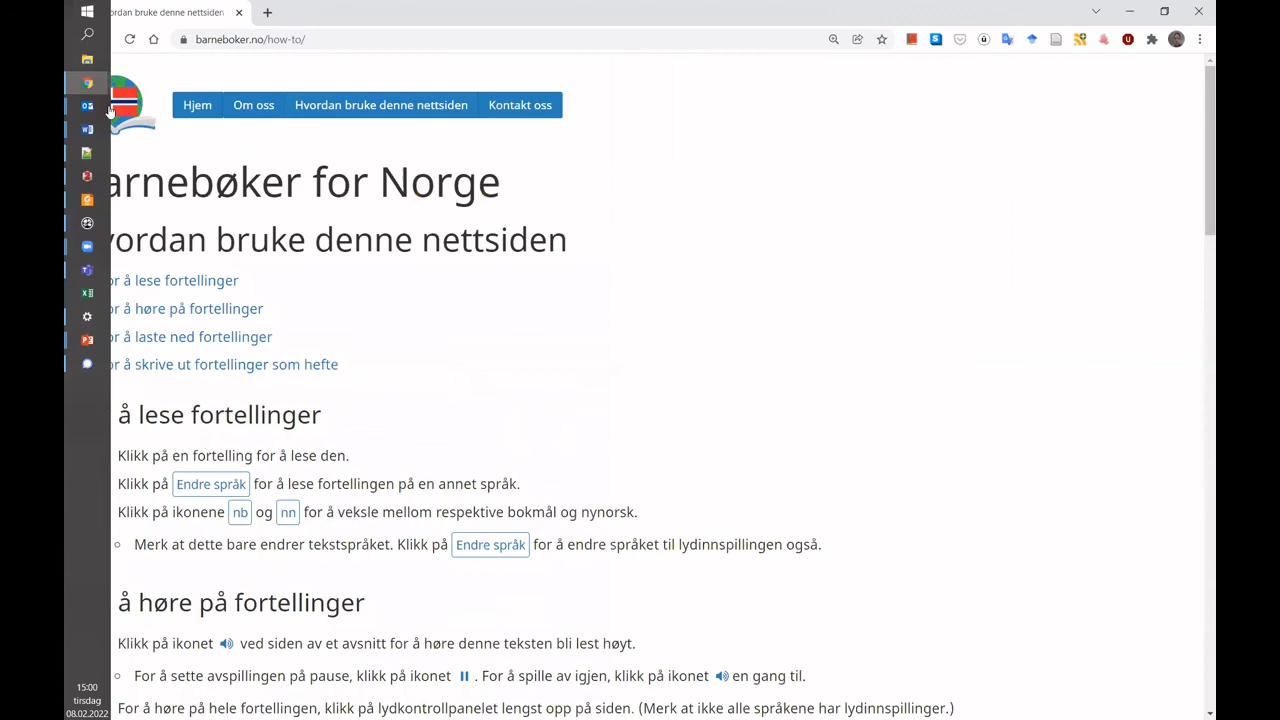 ordan bruke denne nettsiden
barneboker.no/how-to/
Hjem Om oss Hvordan bruke denne nettsiden Kontakt oss
arnebøker for Norge
vordan bruke denne nettsiden
or å lese fortellinger
or å høre på fortellinger
or å laste ned fortellinger
or å skrive ut fortellinger som hefte
å lese fortellinger
Klikk på en fortelling for å lese den.
Klikk på Endre språk for å lese fortellingen på en annet språk.
Klikk på ikonene nb og nn for å veksle mellom respektive bokmål og nynorsk.
Merk at dette bare endrer tekstspråket. Klikk på Endre språk for å endre språket til lydinnspillingen også.
å høre på fortellinger
Klikk på ikonet ved siden av et avsnitt for å høre denne teksten bli lest høyt.
For å sette avspillingen på pause, klikk på ikonet . For å spille av igjen, klikk på ikonet en gang til.
For å høre på hele fortellingen, klikk på lydkontrollpanelet lengst opp på siden. (Merk at ikke alle språkene har lydinnspillinger.)
15:00
tirsdag
08.02.2022